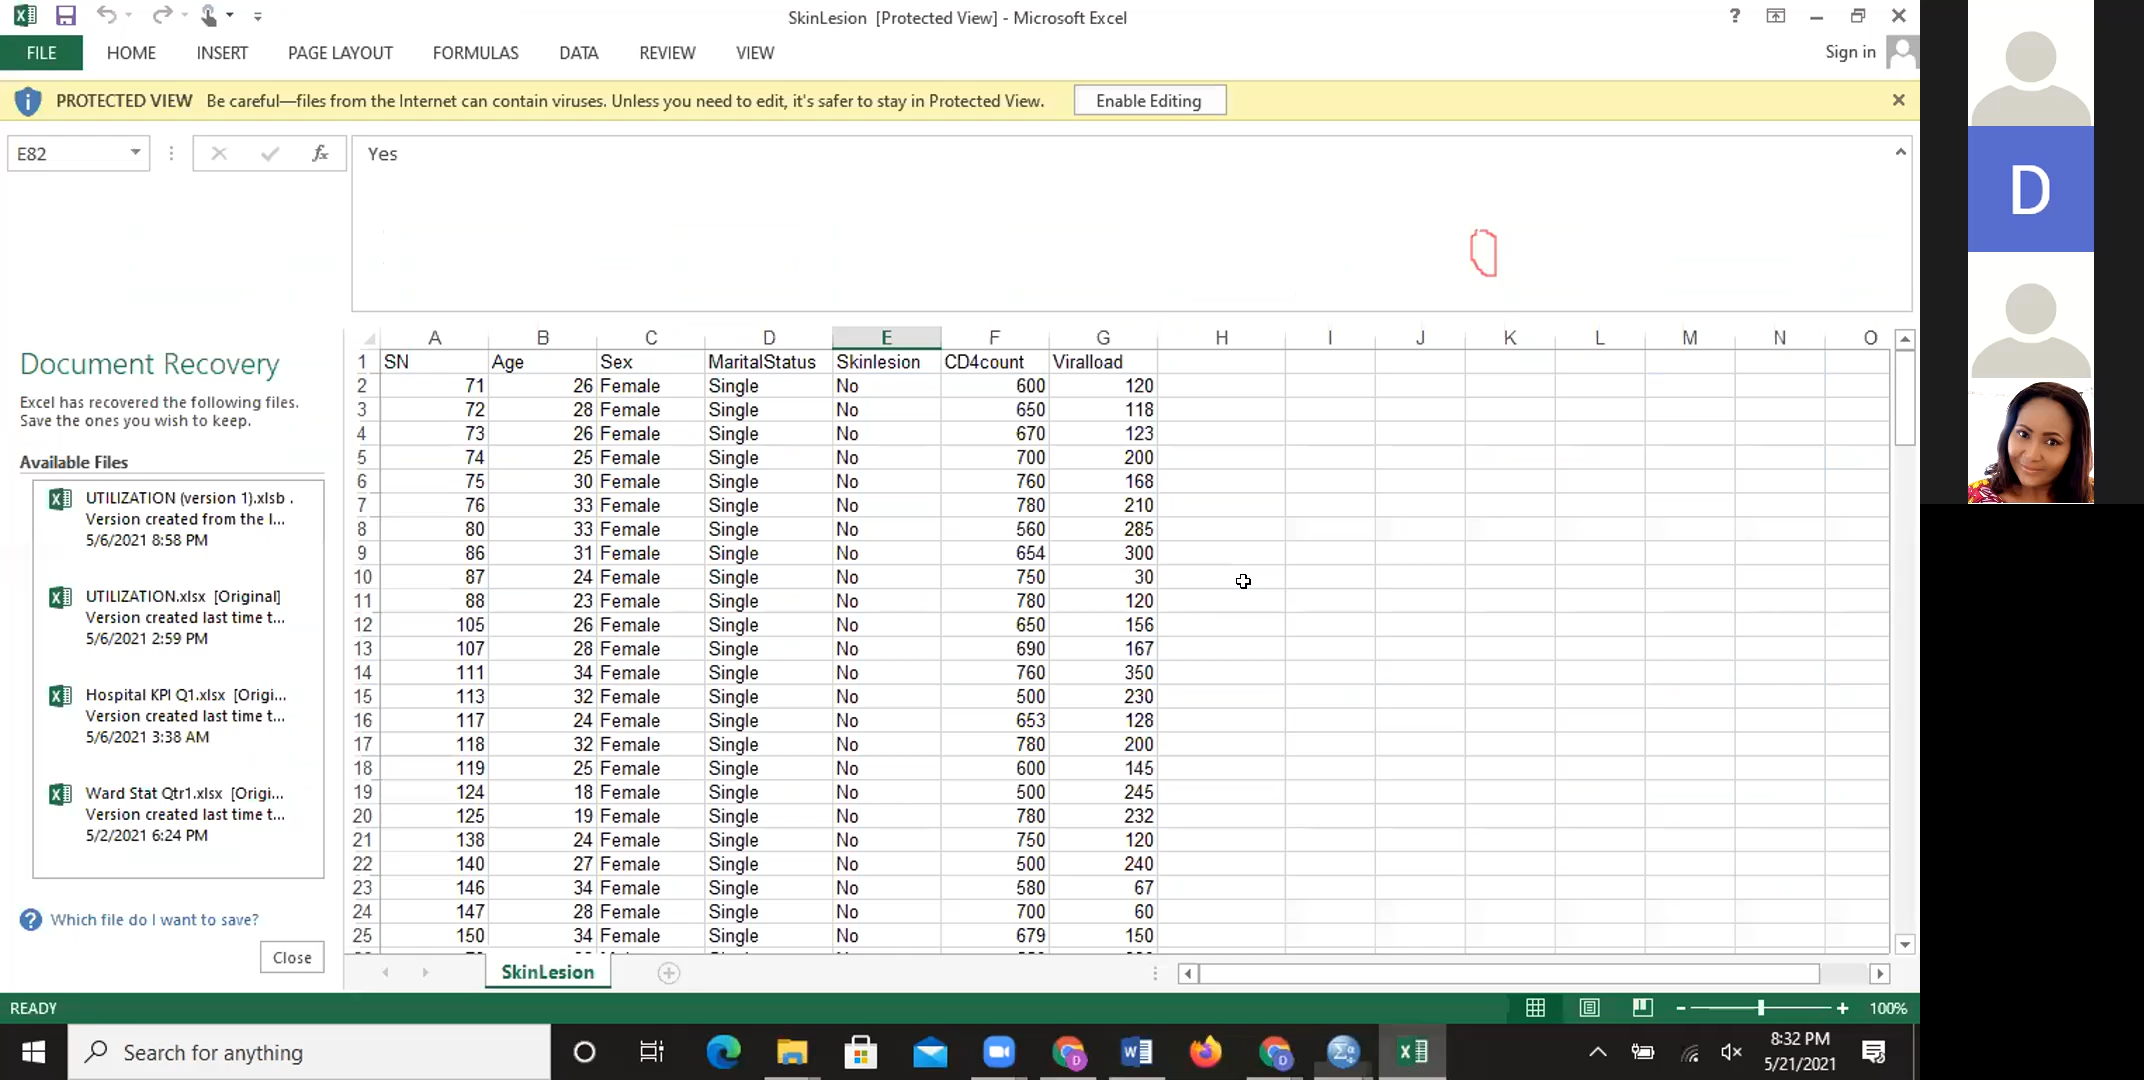 SkinLesion [Protected View] - Microsoft Excel
?
FILE HOME INSERT PAGE LAYOUT FORMULAS DATA REVIEW VIEW
Sign in
PROTECTED VIEW Be careful—files from the Internet can contain viruses. Unless you need to edit, it's safer to stay in Protected View. Enable Editing
E82
fx
Yes
D
Document Recovery
Excel has recovered the following files.
Save the ones you wish to keep.
Available Files
UTILIZATION (version 1).xlsb .
Version created from the l...
5/6/2021 8:58 PM
UTILIZATION.xlsx [Original]
Version created last time t...
5/6/2021 2:59 PM
Hospital KPI Q1.xlsx [Origi...
Version created last time t...
5/6/2021 3:38 AM
Ward Stat Qtr1.xlsx [Origi...
Version created last time t...
5/2/2021 6:24 PM
Which file do I want to save?
Close
A B C D E F G H I J K L M N O
1 SN Age Sex MaritalStatus Skinlesion CD4count Viralload
2 71 26 Female Single No 600 120
3 72 28 Female Single No 650 118
4 73 26 Female Single No 670 123
5 74 25 Female Single No 700 200
6 75 30 Female Single No 760 168
7 76 33 Female Single No 780 210
8 80 33 Female Single No 560 285
9 86 31 Female Single No 654 300
10 87 24 Female Single No 750 30
11 88 23 Female Single No 780 120
12 105 26 Female Single No 650 156
13 107 28 Female Single No 690 167
14 111 34 Female Single No 760 350
15 113 32 Female Single No 500 230
16 117 24 Female Single No 653 128
17 118 32 Female Single No 780 200
18 119 25 Female Single No 600 145
19 124 18 Female Single No 500 245
20 125 19 Female Single No 780 232
21 138 24 Female Single No 750 120
22 140 27 Female Single No 500 240
23 146 34 Female Single No 580 67
24 147 28 Female Single No 700 60
25 150 34 Female Single No 679 150
SkinLesion
READY
100%
Search for anything
8:32 PM
5/21/2021